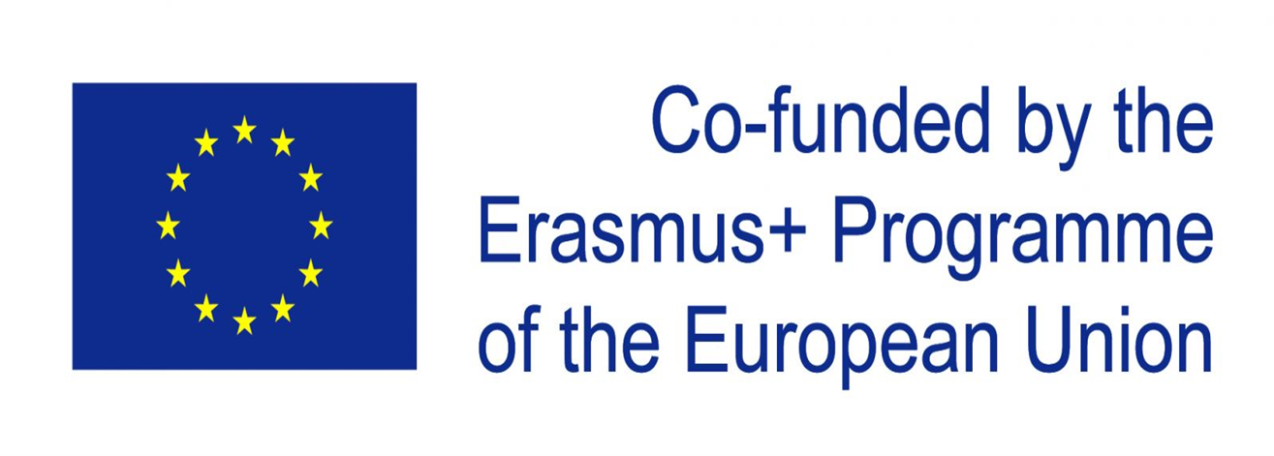 Co-funded by the
Erasmus+ Programme
of the European Union